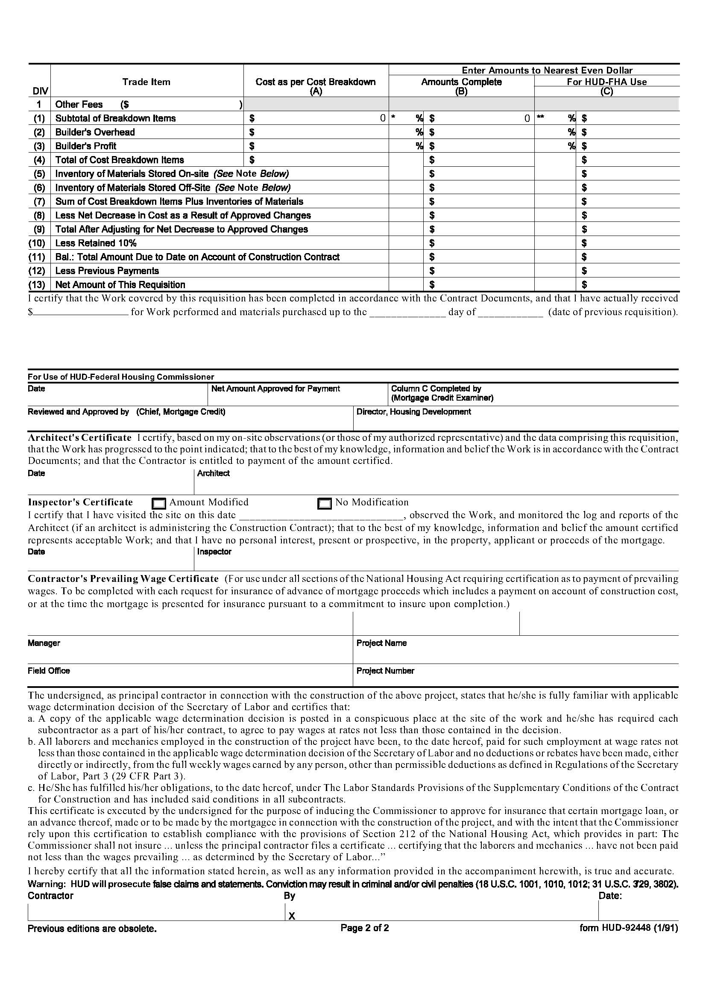 Enter Amounts to Nearest Even Dollar
DIV Trade Item Cost as per Cost Breakdown (A) Amounts Complete (B) For HUD-FHA Use (C)
1 Other Fees ($ )
(1) Subtotal of Breakdown Items $ 0 * % $ 0 ** % $
(2) Builder's Overhead $ % $ % $
(3) Builder's Profit $ % $ % $
(4) Total of Cost Breakdown Items $ $ $
(5) Inventory of Materials Stored On-site (See Note Below) $ $
(6) Inventory of Materials Stored Off-Site (See Note Below) $ $
(7) Sum of Cost Breakdown Items Plus Inventories of Materials $ $
(8) Less Net Decrease in Cost as a Result of Approved Changes $ $
(9) Total After Adjusting for Net Decrease to Approved Changes $ $
(10) Less Retained 10% $ $
(11) Bal.: Total Amount Due to Date on Account of Construction Contract $ $
(12) Less Previous Payments $ $
(13) Net Amount of This Requisition $ $
I certify that the Work covered by this requisition has been completed in accordance with the Contract Documents, and that I have actually received
$__________________ for Work performed and materials purchased up to the ______________ day of ____________ (date of previous requisition).
For Use of HUD-Federal Housing Commissioner
Date Net Amount Approved for Payment Column C Completed by
(Mortgage Credit Examiner)
Reviewed and Approved by (Chief, Mortgage Credit) Director, Housing Development
Architect's Certificate I certify, based on my on-site observations (or those of my authorized representative) and the data comprising this requisition,
that the Work has progressed to the point indicated; that to the best of my knowledge, information and belief the Work is in accordance with the Contract
Documents; and that the Contractor is entitled to payment of the amount certified.
Date Architect
Inspector's Certificate Amount Modified No Modification
I certify that I have visited the site on this date ______________________________, observed the Work, and monitored the log and reports of the
Architect (if an architect is administering the Construction Contract); that to the best of my knowledge, information and belief the amount certified
represents acceptable Work; and that I have no personal interest, present or prospective, in the property, applicant or proceeds of the mortgage.
Date Inspector
Contractor's Prevailing Wage Certificate (For use under all sections of the National Housing Act requiring certification as to payment of prevailing
wages. To be completed with each request for insurance of advance of mortgage proceeds which includes a payment on account of construction cost,
or at the time the mortgage is presented for insurance pursuant to a commitment to insure upon completion.)
Manager Project Name
Field Office Project Number
The undersigned, as principal contractor in connection with the construction of the above project, states that he/she is fully familiar with applicable
wage determination decision of the Secretary of Labor and certifies that:
a. A copy of the applicable wage determination decision is posted in a conspicuous place at the site of the work and he/she has required each
subcontractor as a part of his/her contract, to agree to pay wages at rates not less than those contained in the decision.
b. All laborers and mechanics employed in the construction of the project have been, to the date hereof, paid for such employment at wage rates not
less than those contained in the applicable wage determination decision of the Secretary of Labor and no deductions or rebates have been made, either
directly or indirectly, from the full weekly wages earned by any person, other than permissible deductions as defined in Regulations of the Secretary
of Labor, Part 3 (29 CFR Part 3).
c. He/She has fulfilled his/her obligations, to the date hereof, under The Labor Standards Provisions of the Supplementary Conditions of the Contract
for Construction and has included said conditions in all subcontracts.
This certificate is executed by the undersigned for the purpose of inducing the Commissioner to approve for insurance that certain mortgage loan, or
an advance thereof, made or to be made by the mortgagee in connection with the construction of the project, and with the intent that the Commissioner
rely upon this certification to establish compliance with the provisions of Section 212 of the National Housing Act, which provides in part: The
Commissioner shall not insure ... unless the principal contractor files a certificate ... certifying that the laborers and mechanics ... have not been paid
not less than the wages prevailing ... as determined by the Secretary of Labor...”
I hereby certify that all the information stated herein, as well as any information provided in the accompaniment herewith, is true and accurate.
Warning: HUD will prosecute false claims and statements. Conviction may result in criminal and/or civil penalties (18 U.S.C. 1001, 1010, 1012; 31 U.S.C. 3729, 3802).
Contractor By Date:
X
Previous editions are obsolete. Page 2 of 2 form HUD-92448 (1/91)